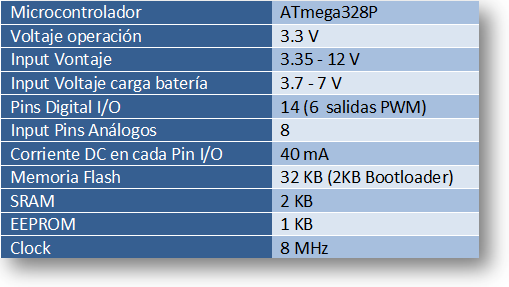 Microcontrolador ATmega328P
Voltaje operación 3.3 V
Input Vontaje 3.35 - 12 V
Input Voltaje carga batería 3.7 - 7 V
Pins Digital I/O 14 (6 salidas PWM)
Input Pins Análogos 8
Corriente DC en cada Pin I/O 40 mA
Memoria Flash 32 KB (2KB Bootloader)
SRAM 2 KB
EEPROM 1 KB
Clock 8 MHz